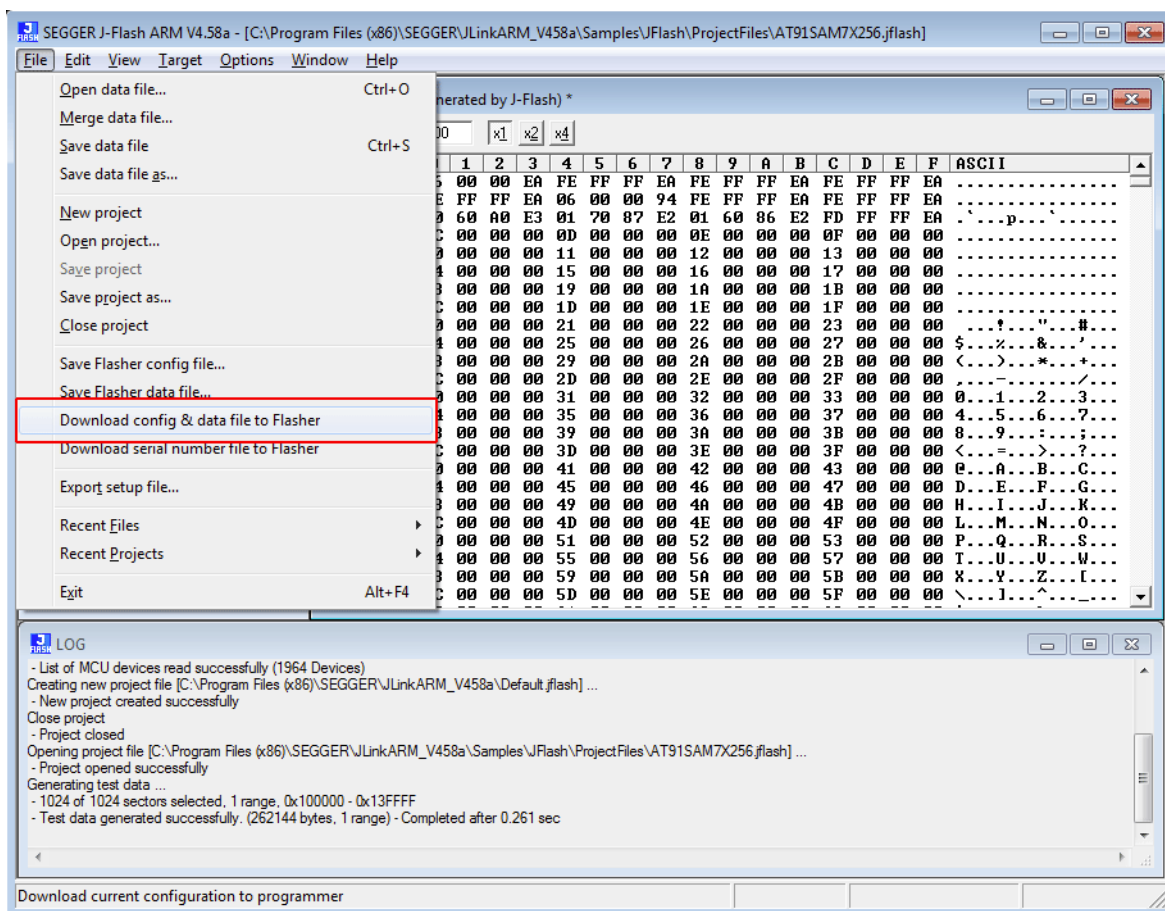 SEGGER J-Flash ARM V4.58a - [C:\Program Files (x86)\SEGGER\JLinkARM_V458a\Samples\JFlash\ProjectFiles\AT91SAM7X256.jflash]
File Edit View Target Options Window Help
Open data file... Ctrl+O
Merge data file...
Save data file Ctrl+S
Save data file as...
New project
Open project...
Save project
Save project as...
Close project
Save Flasher config file...
Save Flasher data file...
Download config & data file to Flasher
Download serial number file to Flasher
Export setup file...
Recent Files
Recent Projects
Exit Alt+F4
nerated by J-Flash) *
x1 x2 x4
1 2 3 4 5 6 7 8 9 A B C D E F ASCII
00 00 EA FE FF FF EA FE FF FF EA FE FF FF EA ................
FF FF EA 06 00 00 94 FE FF FF EA FE FF FF EA ................
60 A0 E3 01 70 87 E2 01 60 86 E2 FD FF FF EA .`...p...`......
00 00 00 0D 00 00 00 0E 00 00 00 0F 00 00 00 ................
00 00 00 11 00 00 00 12 00 00 00 13 00 00 00 ................
00 00 00 15 00 00 00 16 00 00 00 17 00 00 00 ................
00 00 00 19 00 00 00 1A 00 00 00 1B 00 00 00 ................
00 00 00 1D 00 00 00 1E 00 00 00 1F 00 00 00 ................
00 00 00 21 00 00 00 22 00 00 00 23 00 00 00 ...!..."...#...
00 00 00 25 00 00 00 26 00 00 00 27 00 00 00 $...%...&...'...
00 00 00 29 00 00 00 2A 00 00 00 2B 00 00 00 (...)...*...+...
00 00 00 2D 00 00 00 2E 00 00 00 2F 00 00 00 ,...-......./...
00 00 00 31 00 00 00 32 00 00 00 33 00 00 00 0...1...2...3...
00 00 00 35 00 00 00 36 00 00 00 37 00 00 00 4...5...6...7...
00 00 00 39 00 00 00 3A 00 00 00 3B 00 00 00 8...9...:...;...
00 00 00 3D 00 00 00 3E 00 00 00 3F 00 00 00 <...=...>...?...
00 00 00 41 00 00 00 42 00 00 00 43 00 00 00 @...A...B...C...
00 00 00 45 00 00 00 46 00 00 00 47 00 00 00 D...E...F...G...
00 00 00 49 00 00 00 4A 00 00 00 4B 00 00 00 H...I...J...K...
00 00 00 4D 00 00 00 4E 00 00 00 4F 00 00 00 L...M...N...O...
00 00 00 51 00 00 00 52 00 00 00 53 00 00 00 P...Q...R...S...
00 00 00 55 00 00 00 56 00 00 00 57 00 00 00 T...U...V...W...
00 00 00 59 00 00 00 5A 00 00 00 5B 00 00 00 X...Y...Z...[...
00 00 00 5D 00 00 00 5E 00 00 00 5F 00 00 00 \...]...^..._...
LOG
- List of MCU devices read successfully (1964 Devices)
Creating new project file [C:\Program Files (x86)\SEGGER\JLinkARM_V458a\Default.jflash] ...
- New project created successfully
Close project
- Project closed
Opening project file [C:\Program Files (x86)\SEGGER\JLinkARM_V458a\Samples\JFlash\ProjectFiles\AT91SAM7X256.jflash] ...
- Project opened successfully
Generating test data ...
- 1024 of 1024 sectors selected, 1 range, 0x100000 - 0x13FFFF
- Test data generated successfully. (262144 bytes, 1 range) - Completed after 0.261 sec
Download current configuration to programmer